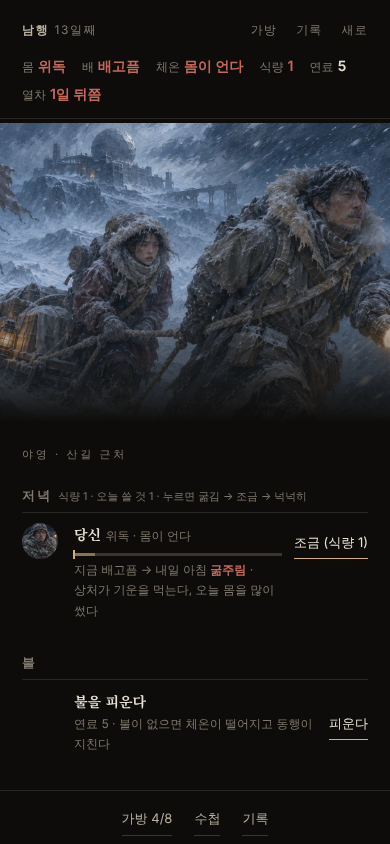 남행 13일째 가방 기록 새로
몸 위독 배 배고픔 체온 몸이 언다 식량 1 연료 5
열차 1일 뒤쯤
야영 · 산길 근처
저녁 식량 1 · 오늘 쓸 것 1 · 누르면 굶김 → 조금 → 넉넉히
당신 위독 · 몸이 언다
조금 (식량 1)
지금 배고픔 → 내일 아침 굶주림 ·
상처가 기운을 먹는다, 오늘 몸을 많이
썼다
불
불을 피운다
연료 5 · 불이 없으면 체온이 떨어지고 동행이
지친다
피운다
가방 4/8 수첩 기록